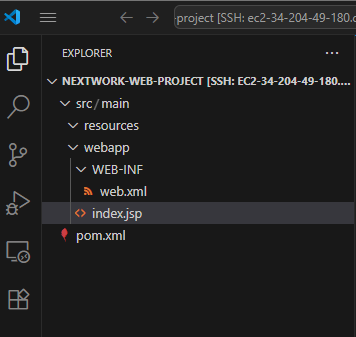 -project [SSH: ec2-34-204-49-180.c
EXPLORER
NEXTWORK-WEB-PROJECT [SSH: EC2-34-204-49-180....
src / main
resources
webapp
WEB-INF
web.xml
index.jsp
pom.xml